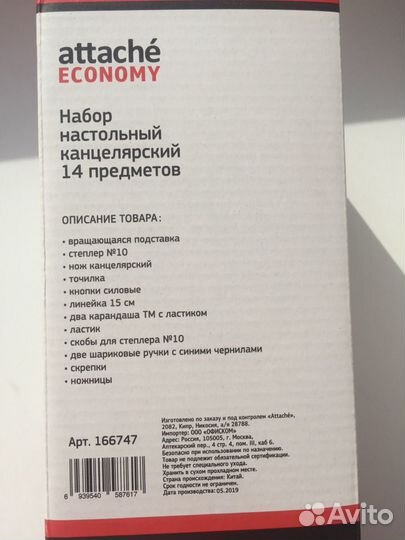 attaché
ECONOMY
Набор
настольный
канцелярский
14 предметов
ОПИСАНИЕ ТОВАРА:
• вращающаяся подставка
• степлер №10
• нож канцелярский
• точилка
• кнопки силовые
• линейка 15 см
• два карандаша ТМ с ластиком
• ластик
• скобы для степлера №10
• две шариковые ручки с синими чернилами
• скрепки
• ножницы
Изготовлено по заказу и под контролем «Attaché»,
2082, Кипр, Никосия, а/я 28788.
Импортер: ООО «ОФИСКОМ»
Адрес: Россия, 105005, г. Москва,
Аптекарский пер., 4 стр. 4, пом. III, каб 6.
Безопасно при использовании по назначению.
Товар не подлежит обязательной сертификации.
Не требует специального ухода.
Хранить в сухом прохладном месте.
Страна происхождения: Китай.
Срок годности не ограничен.
Дата производства: 05.2019
Арт. 166747
6 939540 587617
Avito